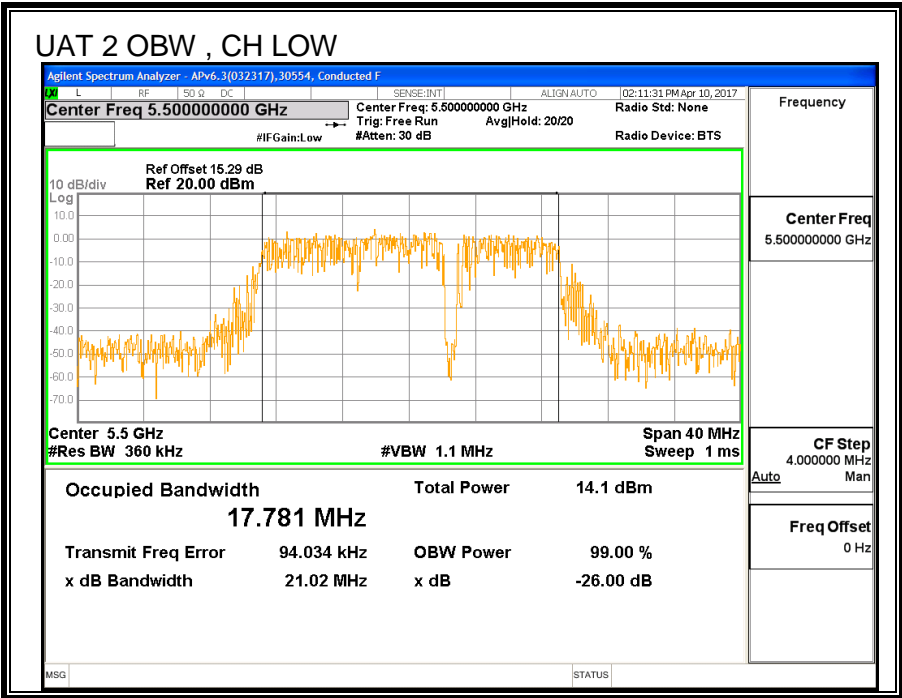 UAT 2 OBW , CH LOW
Agilent Spectrum Analyzer - APv6.3(032317),30554, Conducted F
LXI L RF 50 Ω DC SENSE:INT ALIGN AUTO 02:11:31 PM Apr 10, 2017
Center Freq 5.500000000 GHz
Center Freq: 5.500000000 GHz
Radio Std: None
Trig: Free Run Avg|Hold: 20/20
#IFGain:Low
#Atten: 30 dB
Radio Device: BTS
Ref Offset 15.29 dB
10 dB/div Ref 20.00 dBm
Log
10.0
0.00
-10.0
-20.0
-30.0
-40.0
-50.0
-60.0
-70.0
Center 5.5 GHz Span 40 MHz
#Res BW 360 kHz #VBW 1.1 MHz Sweep 1 ms
Occupied Bandwidth Total Power 14.1 dBm
17.781 MHz
Transmit Freq Error 94.034 kHz OBW Power 99.00 %
x dB Bandwidth 21.02 MHz x dB -26.00 dB
MSG STATUS
Frequency
Center Freq
5.500000000 GHz
CF Step
4.000000 MHz
Auto Man
Freq Offset
0 Hz